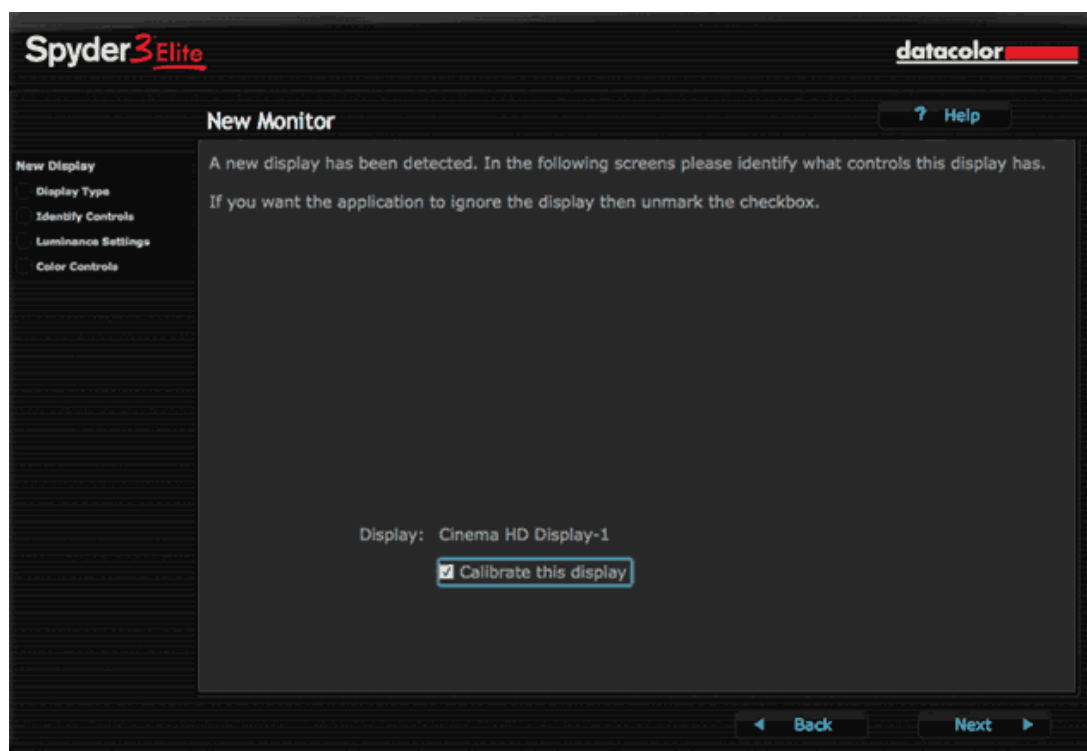 Spyder3Elite
datacolor
New Monitor
? Help
New Display
Display Type
Identify Controls
Luminance Settings
Color Controls
A new display has been detected. In the following screens please identify what controls this display has.
If you want the application to ignore the display then unmark the checkbox.
Display: Cinema HD Display-1
Calibrate this display
Back
Next